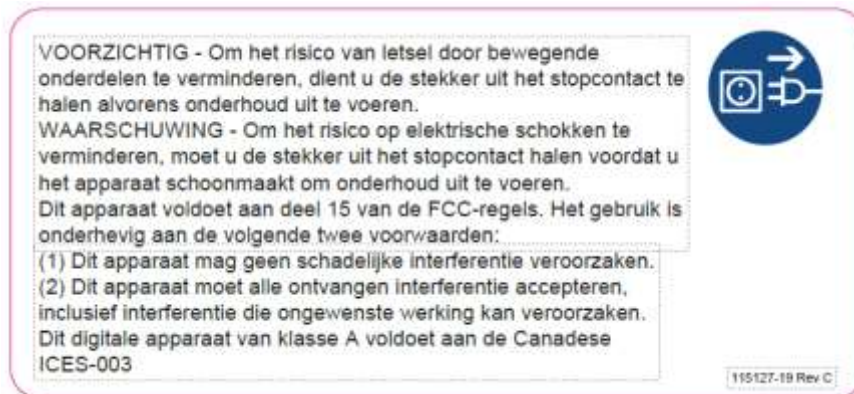 VOORZICHTIG - Om het risico van letsel door bewegende
onderdelen te verminderen, dient u de stekker uit het stopcontact te
halen alvorens onderhoud uit te voeren.
WAARSCHUWING - Om het risico op elektrische schokken te
verminderen, moet u de stekker uit het stopcontact halen voordat u
het apparaat schoonmaakt om onderhoud uit te voeren.
Dit apparaat voldoet aan deel 15 van de FCC-regels. Het gebruik is
onderhevig aan de volgende twee voorwaarden:
(1) Dit apparaat mag geen schadelijke interferentie veroorzaken.
(2) Dit apparaat moet alle ontvangen interferentie accepteren,
inclusief interferentie die ongewenste werking kan veroorzaken.
Dit digitale apparaat van klasse A voldoet aan de Canadese
ICES-003
115127-19 Rev C